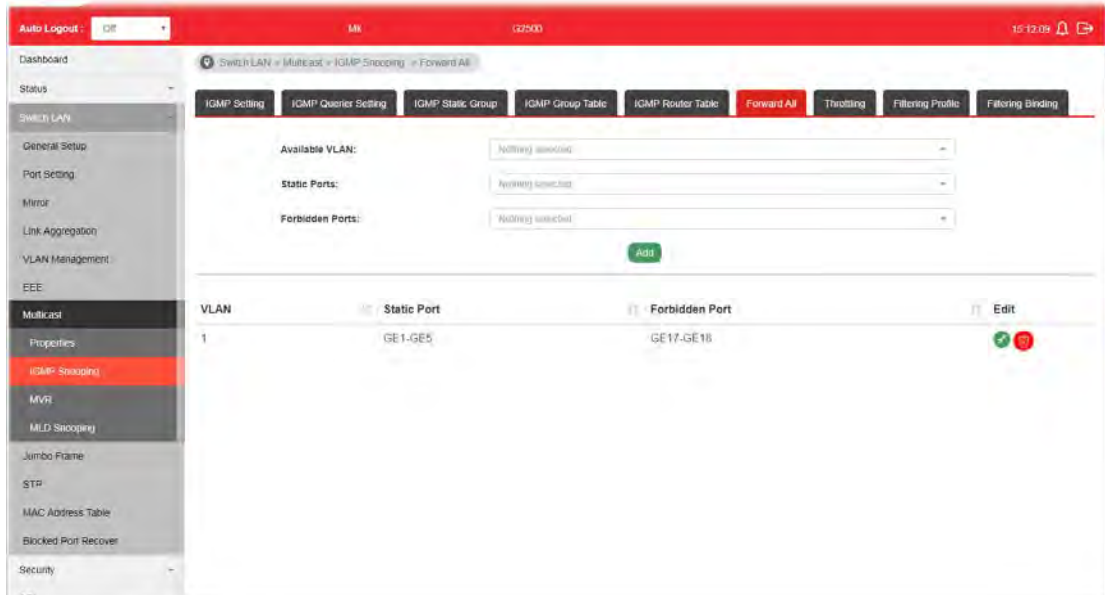 Auto Logout : Off G2500 15:12:09
Switch LAN » Multicast » IGMP Snooping » Forward All
Dashboard
Status
Switch LAN
General Setup
Port Setting
Mirror
Link Aggregation
VLAN Management
EEE
Multicast
Properties
IGMP Snooping
MVR
MLD Snooping
Jumbo Frame
STP
MAC Address Table
Blocked Port Recover
Security
IGMP Setting IGMP Querier Setting IGMP Static Group IGMP Group Table IGMP Router Table Forward All Throttling Filtering Profile Filtering Binding
Available VLAN: Nothing selected
Static Ports: Nothing selected
Forbidden Ports: Nothing selected
Add
VLAN Static Port Forbidden Port Edit
1 GE1-GE5 GE17-GE18